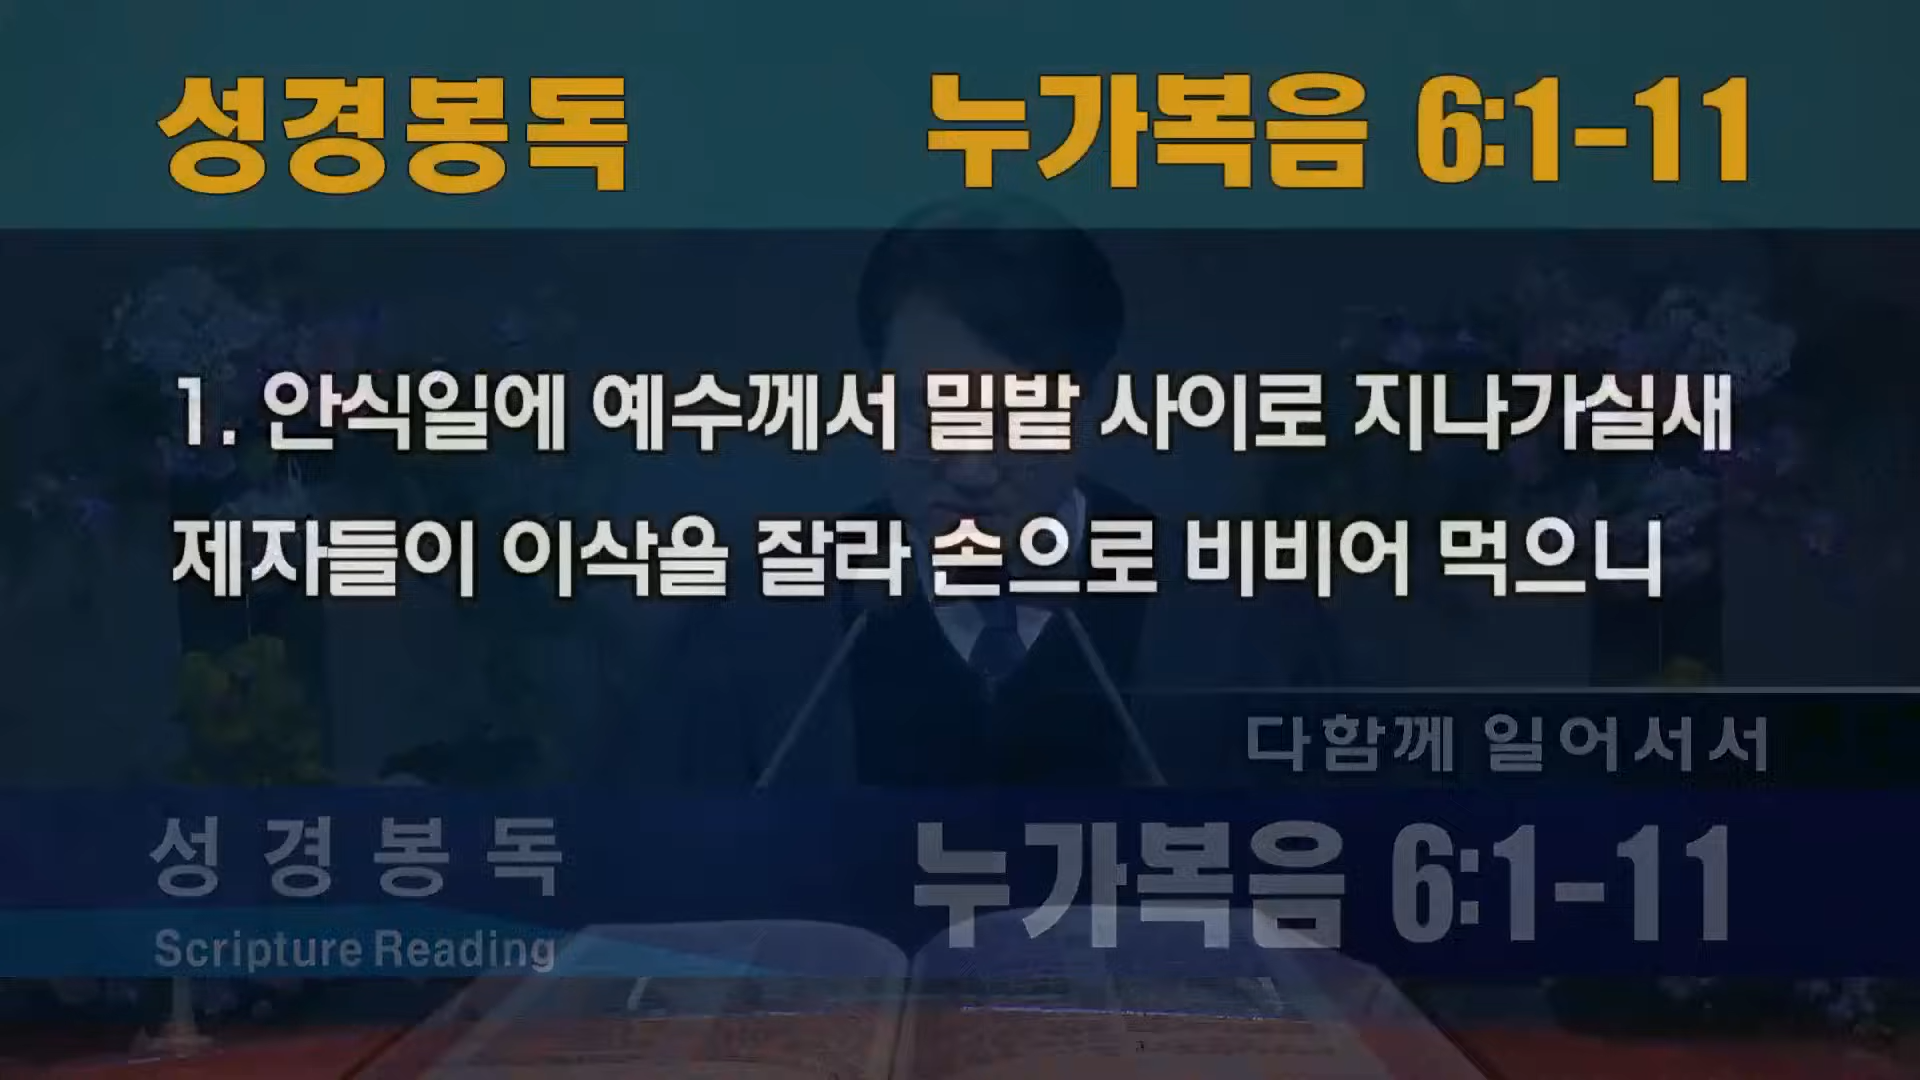 성경봉독 누가복음 6:1-11
1. 안식일에 예수께서 밀밭 사이로 지나가실새
제자들이 이삭을 잘라 손으로 비비어 먹으니
다함께 일어서서
성경봉독 누가복음 6:1-11
Scripture Reading